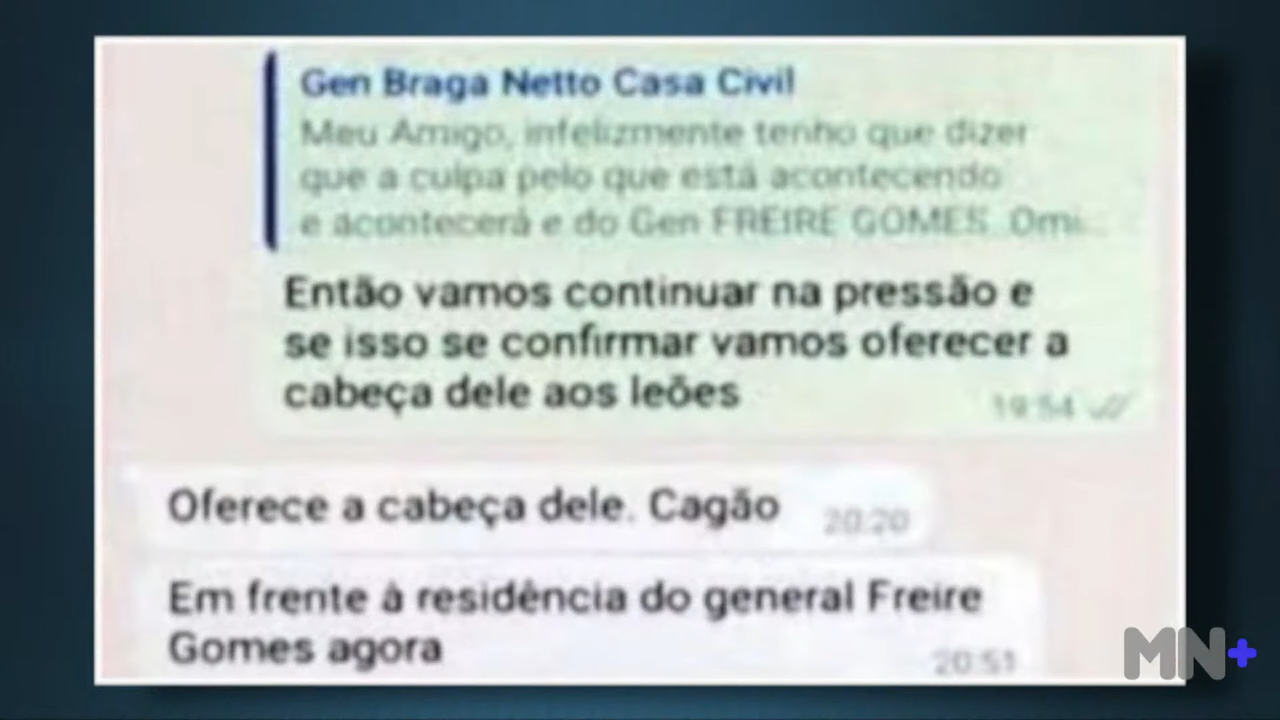 Gen Braga Netto Casa Civil
Meu Amigo, infelizmente tenho que dizer
que a culpa pelo que está acontecendo
e acontecerá e do Gen FREIRE GOMES. Omi...
Então vamos continuar na pressão e
se isso se confirmar vamos oferecer a
cabeça dele aos leões
19:54
Oferece a cabeça dele. Cagão
20:20
Em frente à residência do general Freire
Gomes agora
20:51
MN+